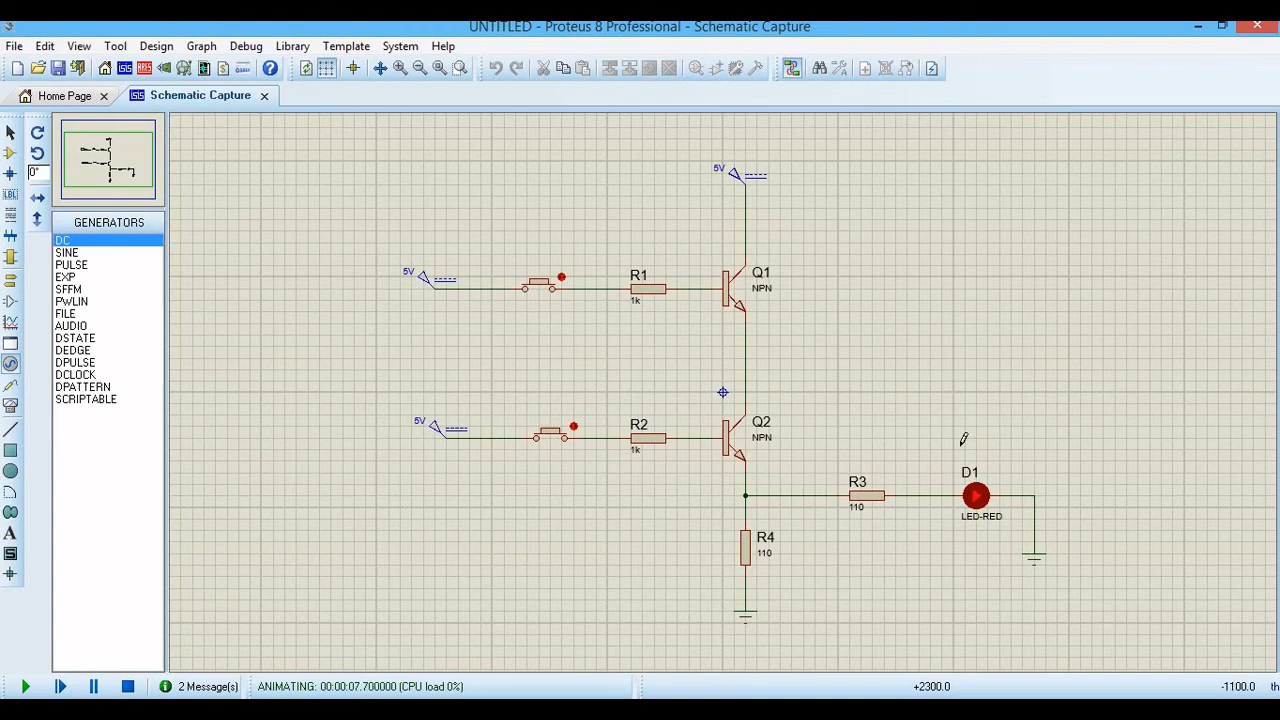 UNTITLED - Proteus 8 Professional - Schematic Capture
File Edit View Tool Design Graph Debug Library Template System Help
Home Page Schematic Capture
0°
GENERATORS
DC
SINE
PULSE
EXP
SFFM
PWLIN
FILE
AUDIO
DSTATE
DEDGE
DPULSE
DCLOCK
DPATTERN
SCRIPTABLE
5V
5V
R1
1k
Q1
NPN
5V
R2
1k
Q2
NPN
R3
110
D1
LED-RED
R4
110
2 Message(s) ANIMATING: 00:00:07.700000 (CPU load 0%) +2300.0 -1100.0 th